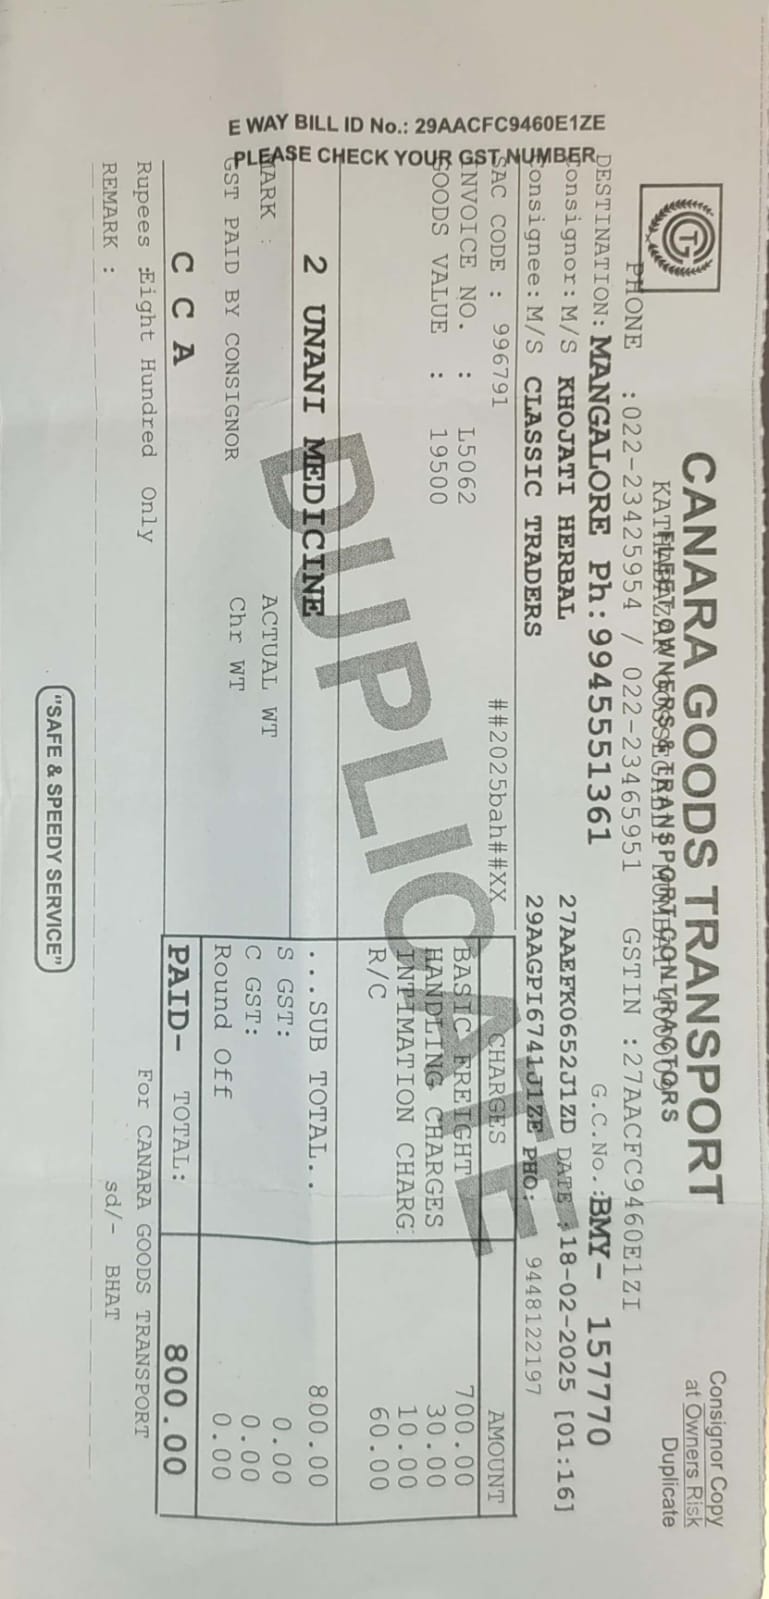 CANARA GOODS TRANSPORT
Consignor Copy
at Owners Risk
Duplicate
FLEET OWNERS & TRANSPORT CONTRACTORS
PHONE :022-23425954 / 022-23465951 GSTIN :27AACFC9460E1ZI
DESTINATION: MANGALORE Ph:9945551361 G.C.No.:BMY- 157770
Consignor: M/S KHOJATI HERBAL 27AAEFK0652J1ZD DATE :18-02-2025 [01:16]
Consignee: M/S CLASSIC TRADERS 29AAGPI6741J1ZE PHO: 9448122197
SAC CODE : 996791 ##2025bah##XX CHARGES AMOUNT
INVOICE NO. : L5062 BASIC FREIGHT 700.00
GOODS VALUE : 19500 HANDLING CHARGES 30.00
INTIMATION CHARG: 10.00
R/C 60.00
2 UNANI MEDICINE ...SUB TOTAL.. 800.00
MARK : ACTUAL WT S GST: 0.00
GST PAID BY CONSIGNOR Chr WT C GST: 0.00
Round Off 0.00
C C A PAID- TOTAL: 800.00
Rupees :Eight Hundred Only For CANARA GOODS TRANSPORT
REMARK : sd/- BHAT
"SAFE & SPEEDY SERVICE"
E WAY BILL ID No.: 29AACFC9460E1ZE
PLEASE CHECK YOUR GST NUMBER
DUPLICATE